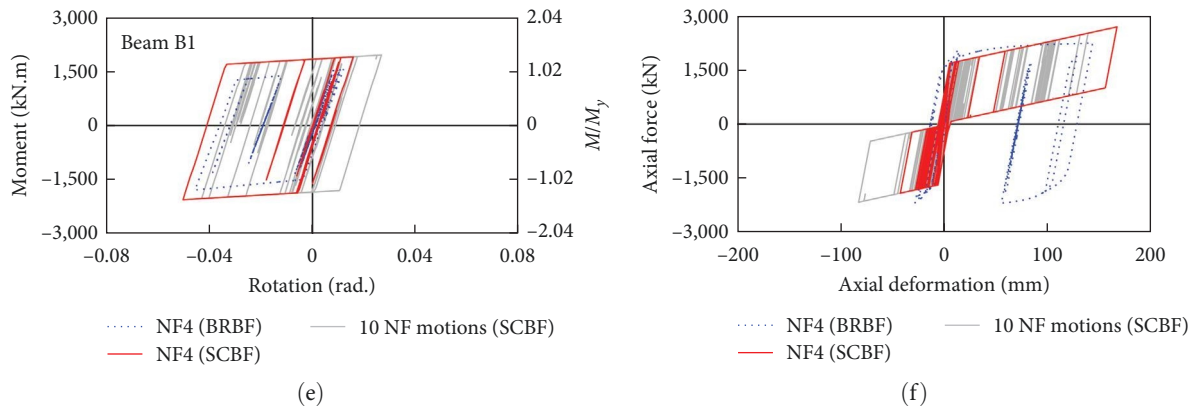 3,000
1,500
0
–1,500
–3,000
Moment (kN.m)
Beam B1
2.04
1.02
0
–1.02
–2.04
M/My
–0.08
–0.04
0
0.04
0.08
Rotation (rad.)
NF4 (BRBF)
10 NF motions (SCBF)
NF4 (SCBF)
(e)
3,000
1,500
0
–1,500
–3,000
Axial force (kN)
–200
–100
0
100
200
Axial deformation (mm)
NF4 (BRBF)
10 NF motions (SCBF)
NF4 (SCBF)
(f)